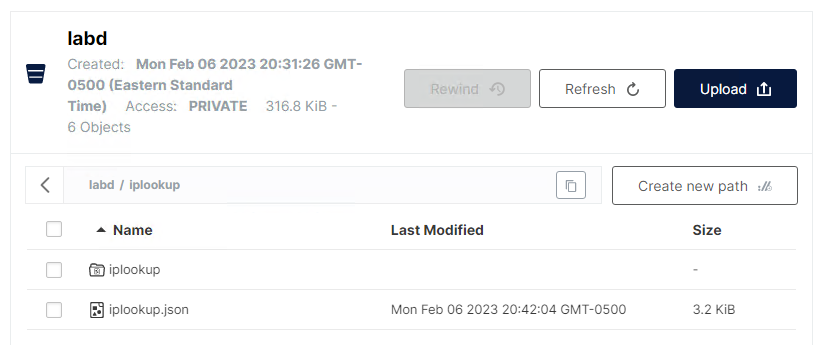 labd
Created: Mon Feb 06 2023 20:31:26 GMT-
0500 (Eastern Standard
Time) Access: PRIVATE 316.8 KiB -
6 Objects
Rewind
Refresh
Upload
labd / iplookup
Create new path
Name Last Modified Size
iplookup -
iplookup.json Mon Feb 06 2023 20:42:04 GMT-0500 3.2 KiB